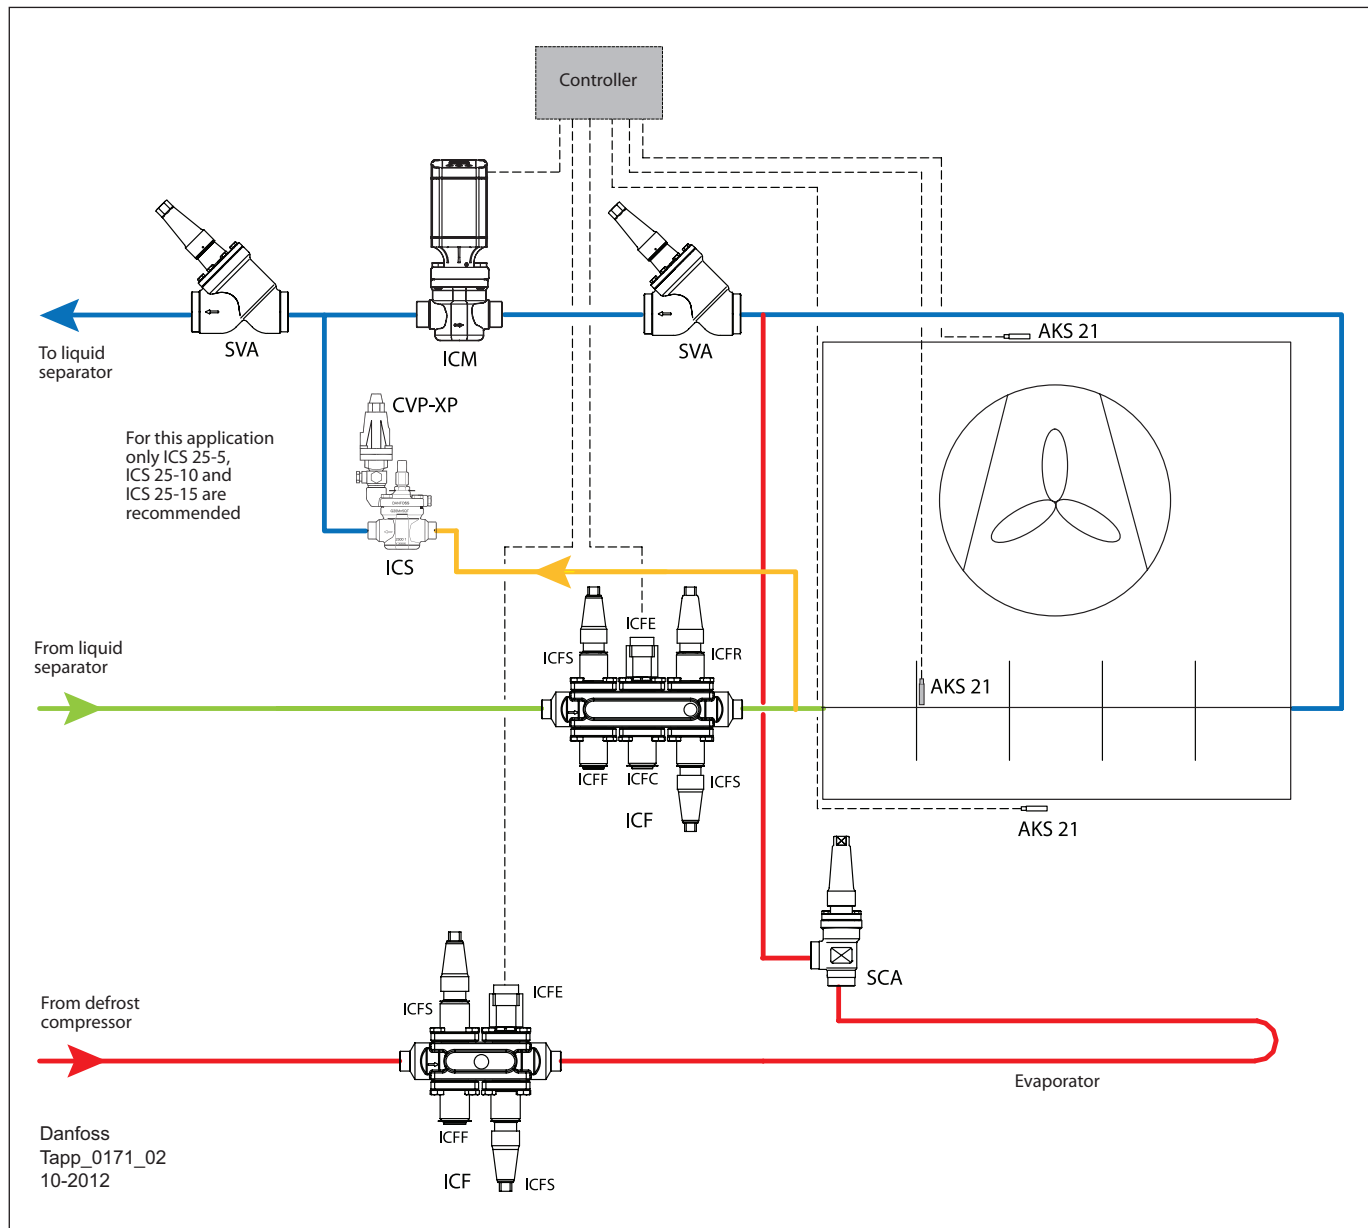 Controller
SVA
ICM
SVA
AKS 21
To liquid
separator
CVP-XP
For this application
only ICS 25-5,
ICS 25-10 and
ICS 25-15 are
recommended
ICS
From liquid
separator
ICFS
ICFE
ICFR
AKS 21
ICFF
ICFC
ICFS
ICF
AKS 21
SCA
From defrost
compressor
ICFS
ICFE
Evaporator
ICFF
ICFS
ICF
Danfoss
Tapp_0171_02
10-2012